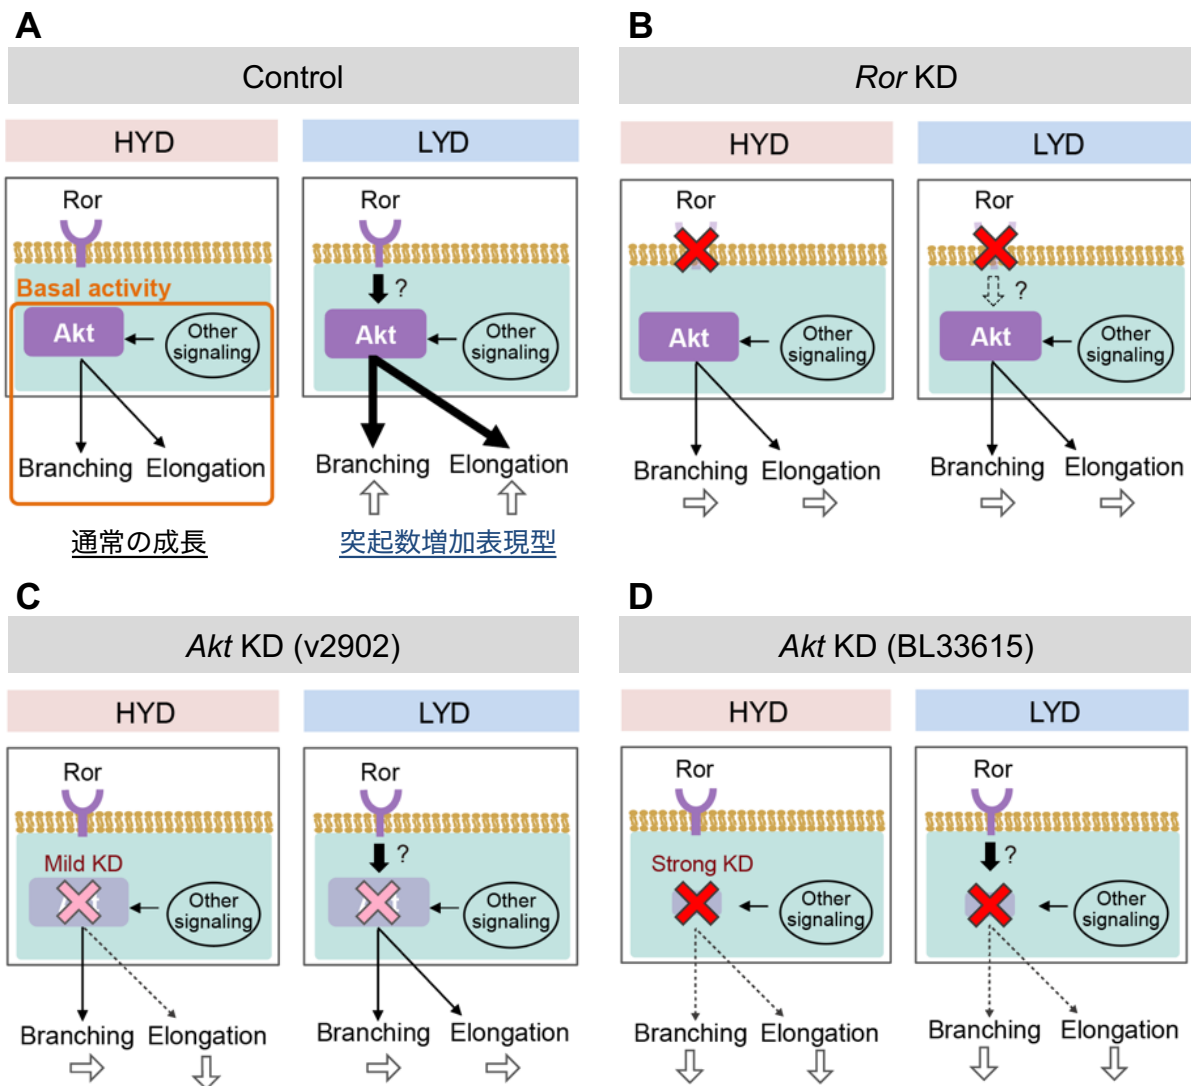 A
Control
HYD
LYD
Ror
Basal activity
Akt
Other
signaling
Branching Elongation
通常の成長
Ror
?
Akt
Other
signaling
Branching Elongation
突起数増加表現型
B
Ror KD
HYD
LYD
Ror
Akt
Other
signaling
Branching Elongation
Ror
?
Akt
Other
signaling
Branching Elongation
C
Akt KD (v2902)
HYD
LYD
Ror
Mild KD
Other
signaling
Branching Elongation
Ror
?
Other
signaling
Branching Elongation
D
Akt KD (BL33615)
HYD
LYD
Ror
Strong KD
Other
signaling
Branching Elongation
Ror
?
Other
signaling
Branching Elongation